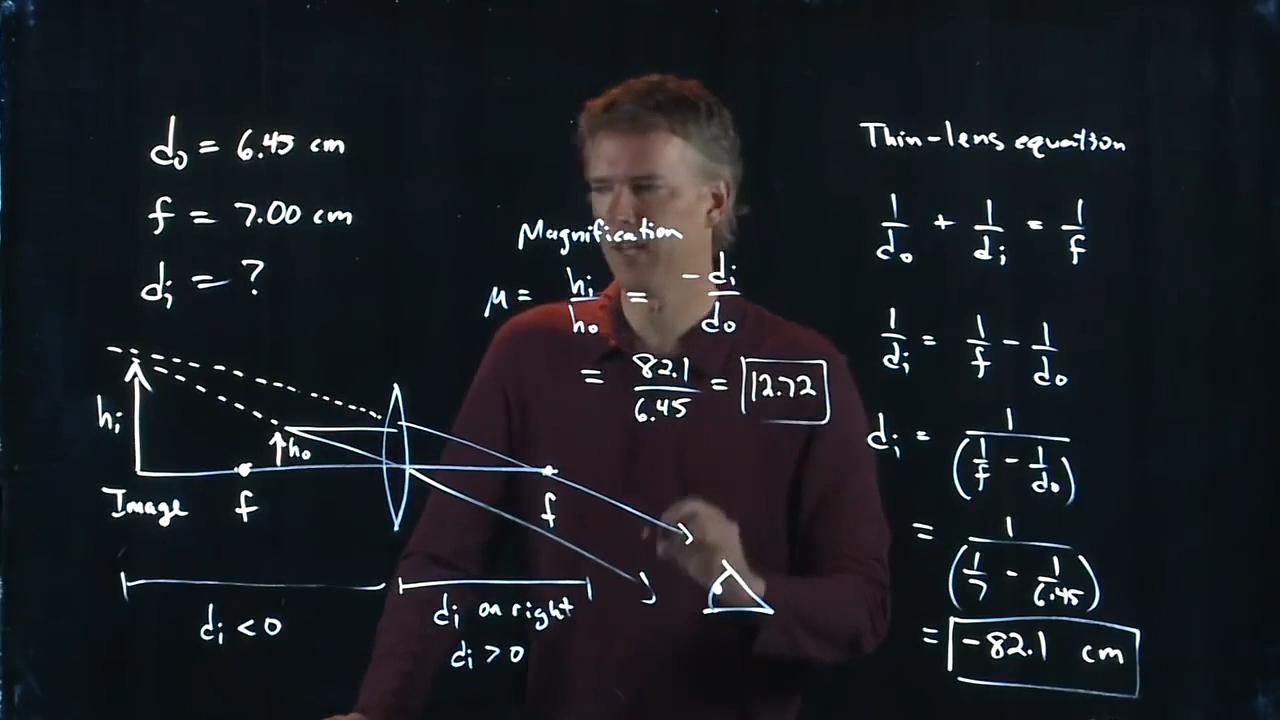 d₀ = 6.45 cm
f = 7.00 cm
dᵢ = ?
hᵢ
h₀
Image
f
f
dᵢ < 0
dᵢ on right
dᵢ > 0
Magnification
M = hᵢ/h₀ = -dᵢ/d₀
= 82.1/6.45 = 12.72
Thin-lens equation
1/d₀ + 1/dᵢ = 1/f
1/dᵢ = 1/f - 1/d₀
dᵢ = 1/(1/f - 1/d₀)
= 1/(1/7 - 1/6.45)
= -82.1 cm